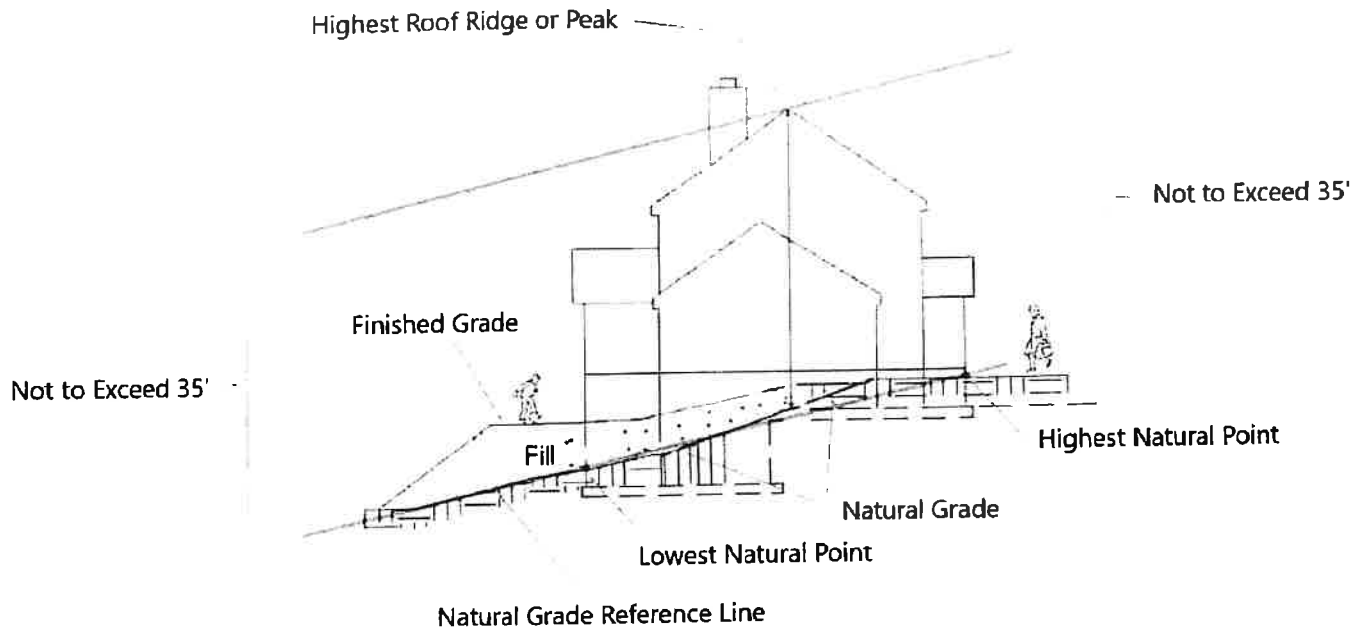 Highest Roof Ridge or Peak
Not to Exceed 35'
Finished Grade
Not to Exceed 35'
Highest Natural Point
Fill
Natural Grade
Lowest Natural Point
Natural Grade Reference Line